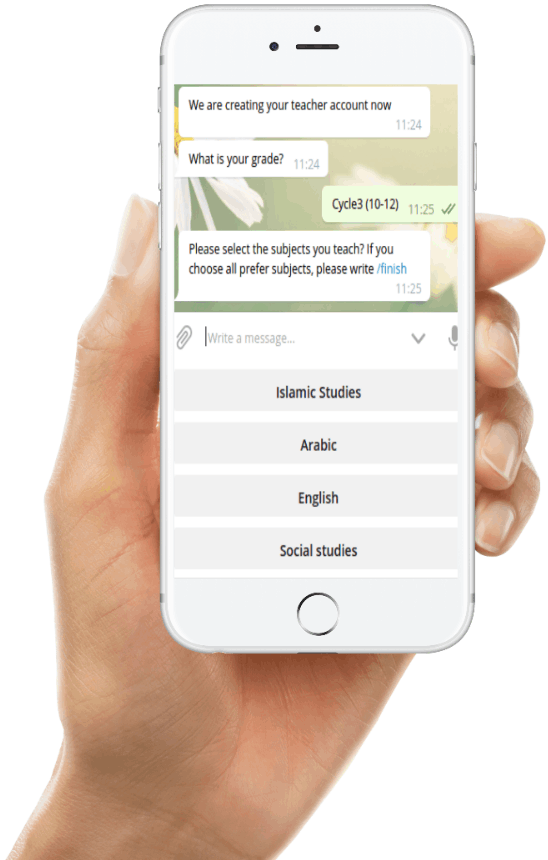 We are creating your teacher account now
11:24
What is your grade? 11:24
Cycle3 (10-12) 11:25
Please select the subjects you teach? If you
choose all prefer subjects, please write /finish
11:25
Write a message...
Islamic Studies
Arabic
English
Social studies